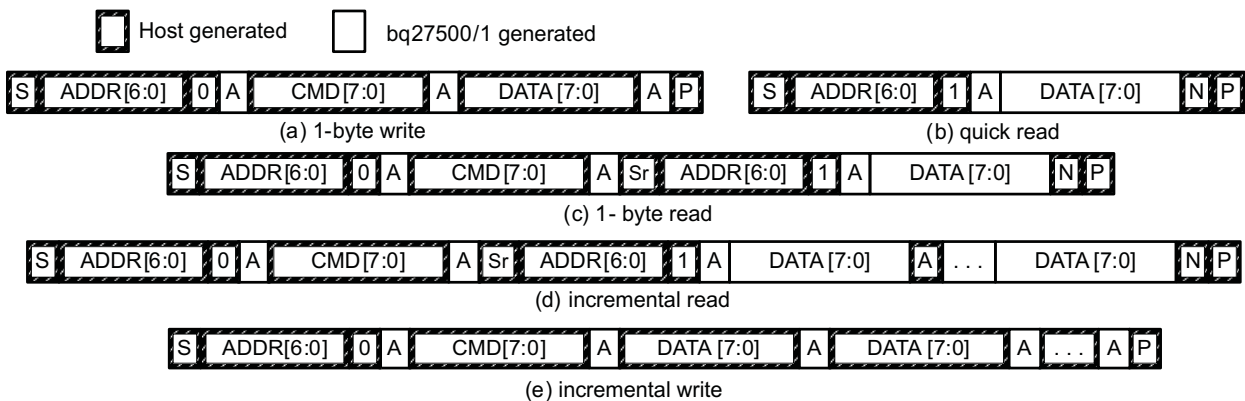 Host generated bq27500/1 generated
S ADDR[6:0] 0 A CMD[7:0] A DATA[7:0] A P
(a) 1-byte write
S ADDR[6:0] 1 A DATA[7:0] N P
(b) quick read
S ADDR[6:0] 0 A CMD[7:0] A Sr ADDR[6:0] 1 A DATA[7:0] N P
(c) 1- byte read
S ADDR[6:0] 0 A CMD[7:0] A Sr ADDR[6:0] 1 A DATA[7:0] A . . . DATA[7:0] N P
(d) incremental read
S ADDR[6:0] 0 A CMD[7:0] A DATA[7:0] A DATA[7:0] A . . . A P
(e) incremental write